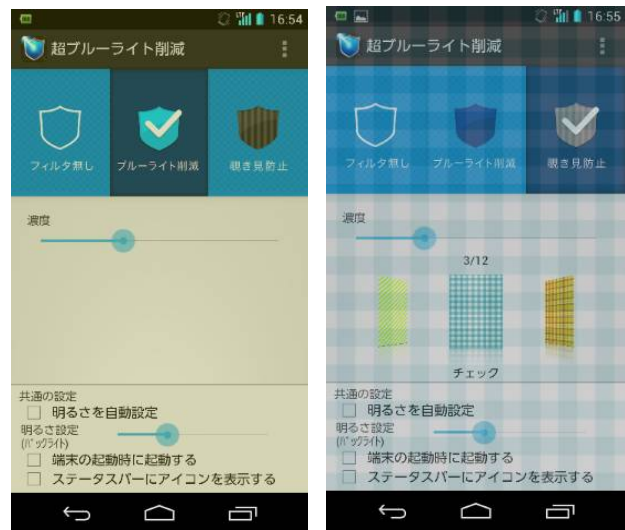 16:54
超ブルーライト削減
フィルタ無し
ブルーライト削減
覗き見防止
濃度
共通の設定
明るさを自動設定
明るさ設定
(バックライト)
端末の起動時に起動する
ステータスバーにアイコンを表示する
16:55
超ブルーライト削減
フィルタ無し
ブルーライト削減
覗き見防止
濃度
3/12
チェック
共通の設定
明るさを自動設定
明るさ設定
(バックライト)
端末の起動時に起動する
ステータスバーにアイコンを表示する